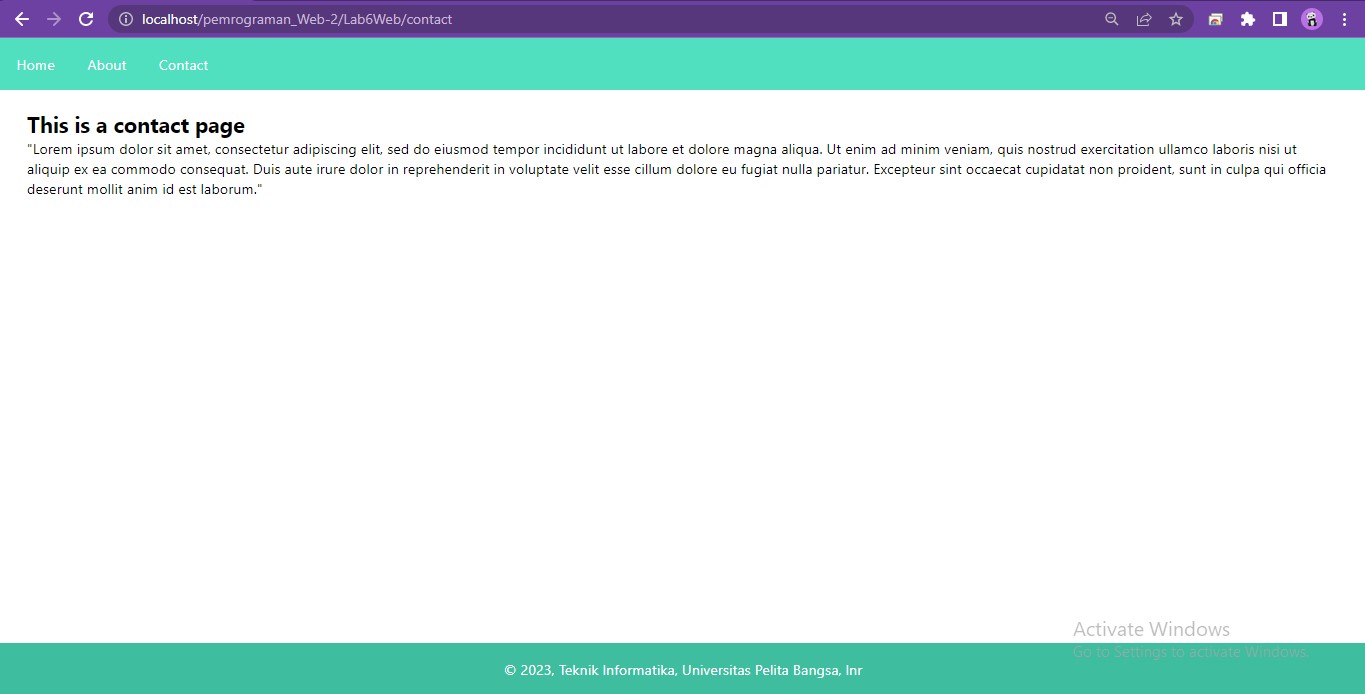 localhost/pemrograman_Web-2/Lab6Web/contact
Home About Contact
This is a contact page
"Lorem ipsum dolor sit amet, consectetur adipiscing elit, sed do eiusmod tempor incididunt ut labore et dolore magna aliqua. Ut enim ad minim veniam, quis nostrud exercitation ullamco laboris nisi ut
aliquip ex ea commodo consequat. Duis aute irure dolor in reprehenderit in voluptate velit esse cillum dolore eu fugiat nulla pariatur. Excepteur sint occaecat cupidatat non proident, sunt in culpa qui officia
deserunt mollit anim id est laborum."
Activate Windows
Go to Settings to activate Windows.
© 2023, Teknik Informatika, Universitas Pelita Bangsa, Inr